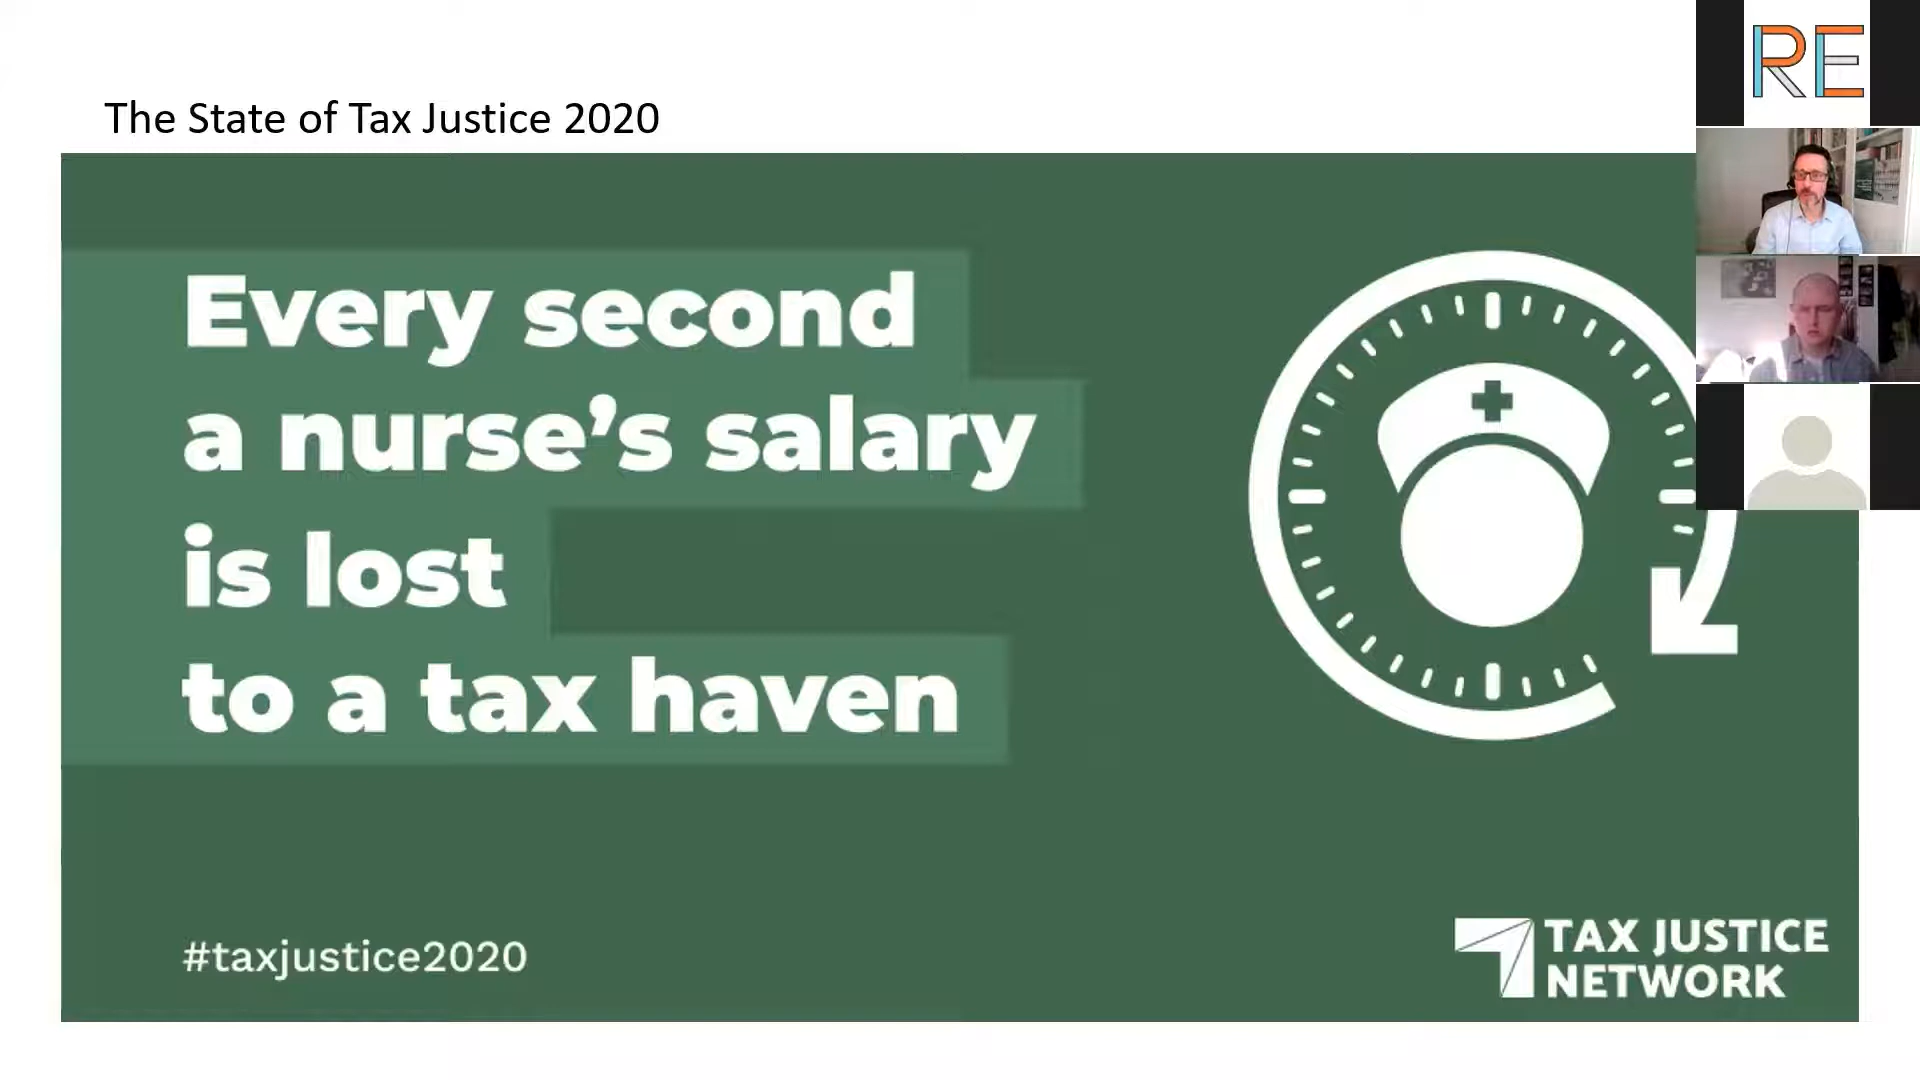 The State of Tax Justice 2020
RE
Every second
a nurse’s salary
is lost
to a tax haven
#taxjustice2020
TAX JUSTICE
NETWORK